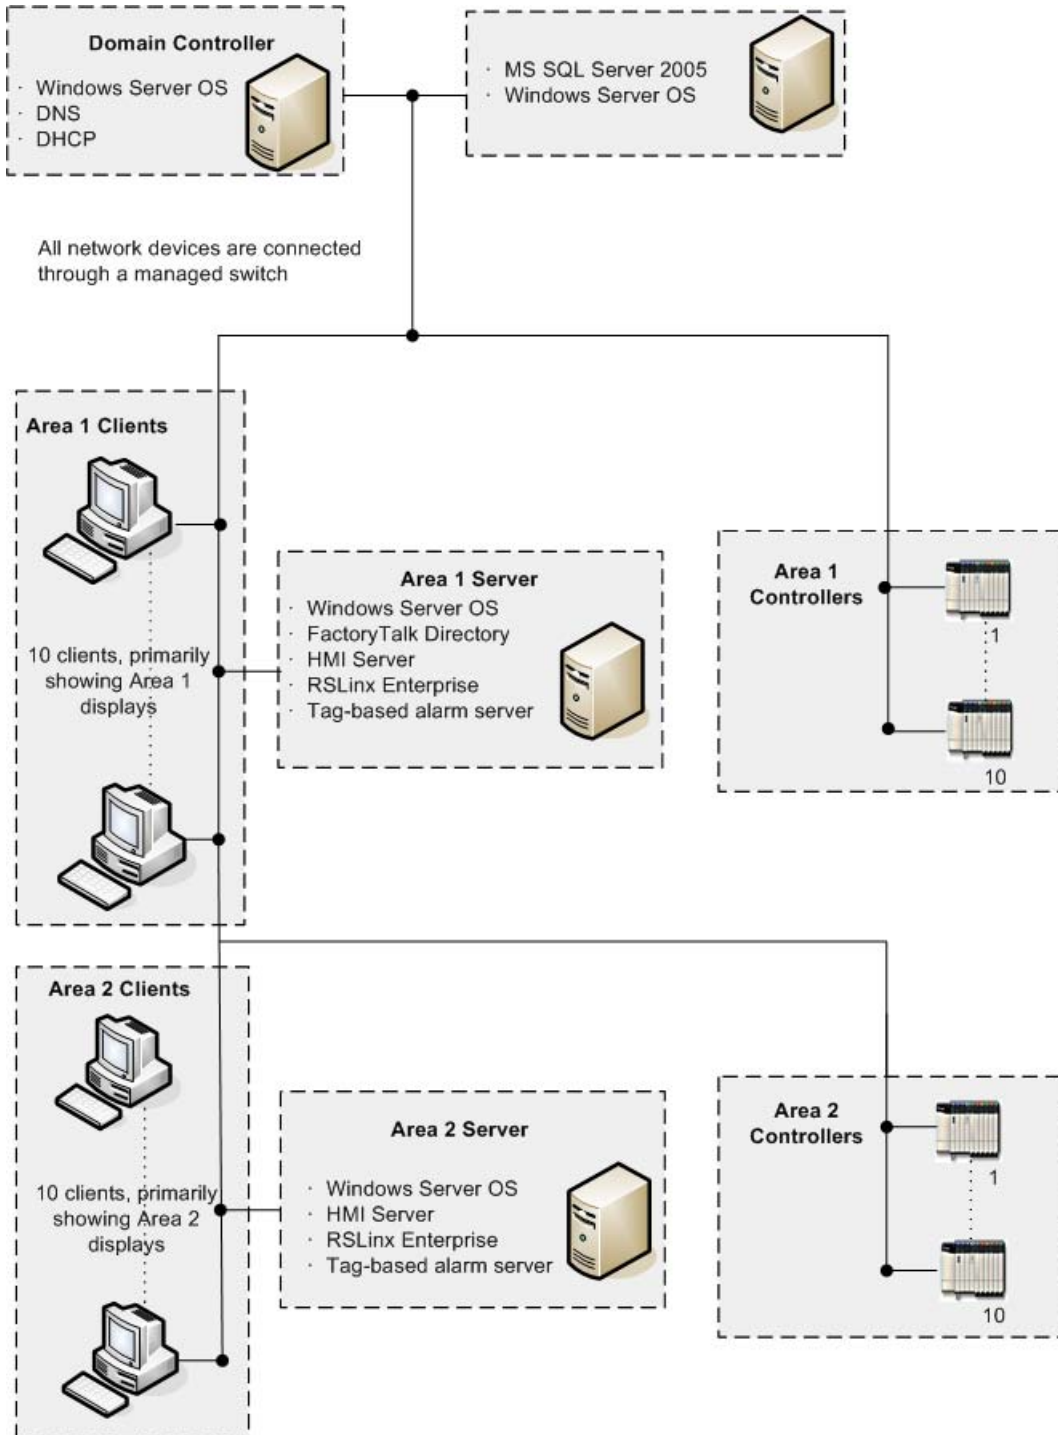 Domain Controller
· Windows Server OS
· DNS
· DHCP
· MS SQL Server 2005
· Windows Server OS
All network devices are connected
through a managed switch
Area 1 Clients
10 clients, primarily
showing Area 1
displays
Area 1 Server
· Windows Server OS
· FactoryTalk Directory
· HMI Server
· RSLinx Enterprise
· Tag-based alarm server
Area 1
Controllers
1
10
Area 2 Clients
10 clients, primarily
showing Area 2
displays
Area 2 Server
· Windows Server OS
· HMI Server
· RSLinx Enterprise
· Tag-based alarm server
Area 2
Controllers
1
10